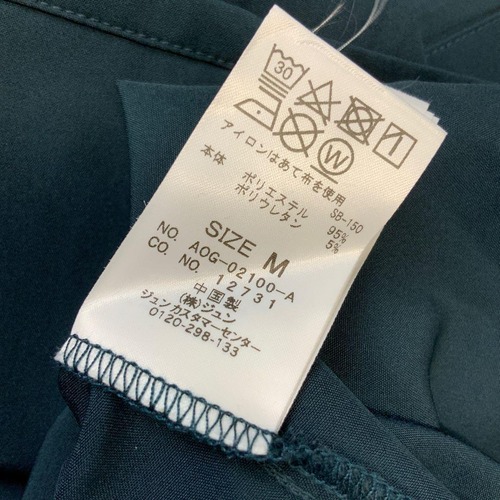 30
W
アイロンはあて布を使用
SB-150
本体 ポリエステル 95%
ポリウレタン 5%
SIZE M
NO. AOG-02100-A
CO. NO. 12731
中国製
(株)ジュン
ジュンカスタマーセンター
0120-298-133